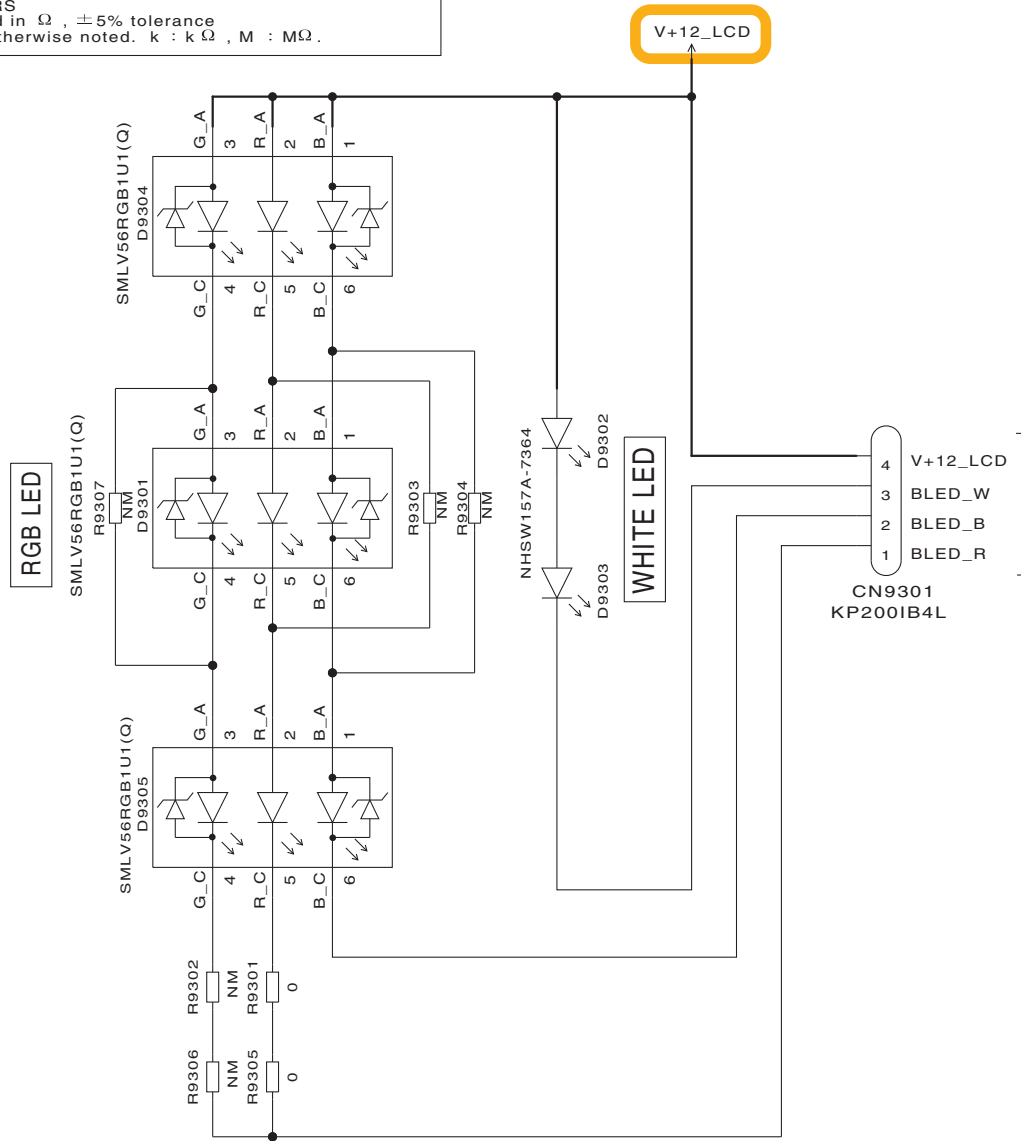 RS
d in Ω , ±5% tolerance
therwise noted. k : kΩ , M : MΩ.
V+12_LCD
G_A
3
R_A
2
B_A
1
SMLV56RGB1U1(Q)
D9304
G_C
4
R_C
5
B_C
6
G_A
3
R_A
2
B_A
1
RGB LED
SMLV56RGB1U1(Q)
R9307
NM
D9301
R9303
NM
R9304
NM
G_C
4
R_C
5
B_C
6
NHSW157A-7364
D9302
D9303
WHITE LED
4 V+12_LCD
3 BLED_W
2 BLED_B
1 BLED_R
CN9301
KP200IB4L
G_A
3
R_A
2
B_A
1
SMLV56RGB1U1(Q)
D9305
G_C
4
R_C
5
B_C
6
R9302
NM
R9301
0
R9306
NM
R9305
0